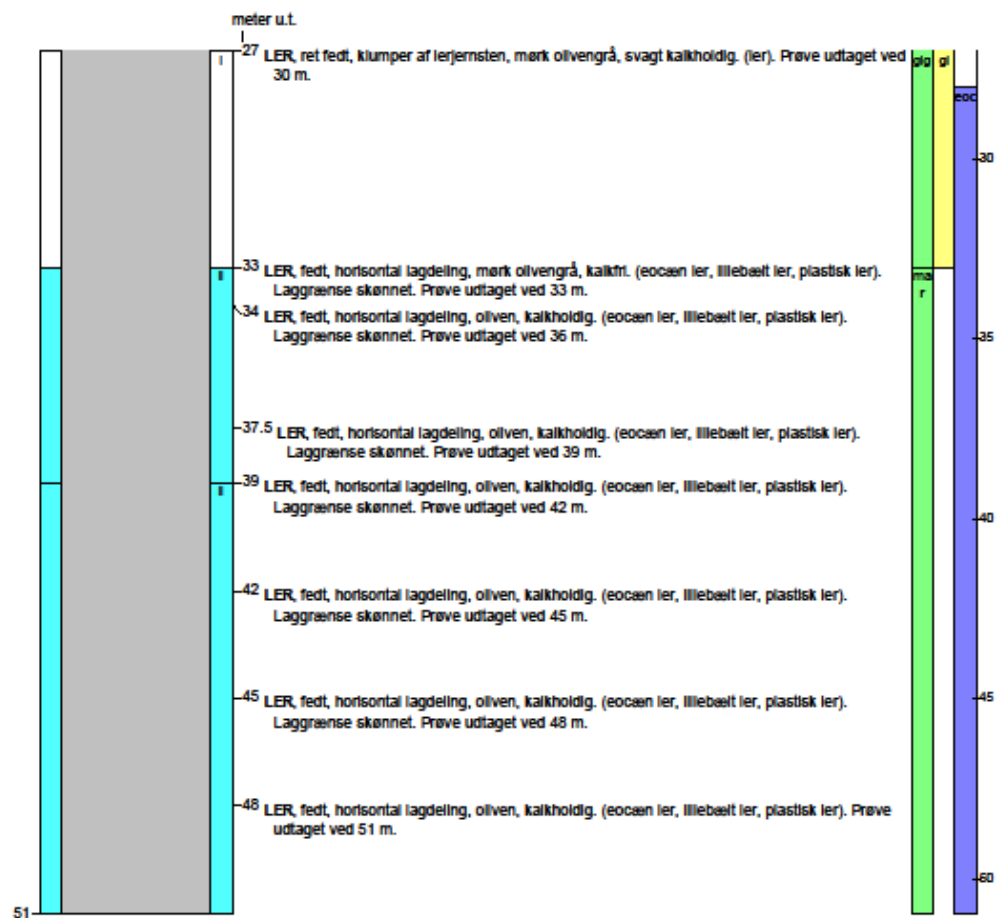 meter u.t.
27 LER, ret fedt, klumper af lerjernsten, mørk olivengrå, svagt kalkholdig. (ler). Prøve udtaget ved
30 m.
l
glg
gl
eoc
30
33 LER, fedt, horisontal lagdeling, mørk olivengrå, kalkfri. (eocæn ler, lillebælt ler, plastisk ler).
Laggrænse skønnet. Prøve udtaget ved 33 m.
ll
ma
r
34 LER, fedt, horisontal lagdeling, oliven, kalkholdig. (eocæn ler, lillebælt ler, plastisk ler).
Laggrænse skønnet. Prøve udtaget ved 36 m.
35
37.5 LER, fedt, horisontal lagdeling, oliven, kalkholdig. (eocæn ler, lillebælt ler, plastisk ler).
Laggrænse skønnet. Prøve udtaget ved 39 m.
39 LER, fedt, horisontal lagdeling, oliven, kalkholdig. (eocæn ler, lillebælt ler, plastisk ler).
Laggrænse skønnet. Prøve udtaget ved 42 m.
ll
40
42 LER, fedt, horisontal lagdeling, oliven, kalkholdig. (eocæn ler, lillebælt ler, plastisk ler).
Laggrænse skønnet. Prøve udtaget ved 45 m.
45 LER, fedt, horisontal lagdeling, oliven, kalkholdig. (eocæn ler, lillebælt ler, plastisk ler).
Laggrænse skønnet. Prøve udtaget ved 48 m.
45
48 LER, fedt, horisontal lagdeling, oliven, kalkholdig. (eocæn ler, lillebælt ler, plastisk ler). Prøve
udtaget ved 51 m.
50
51